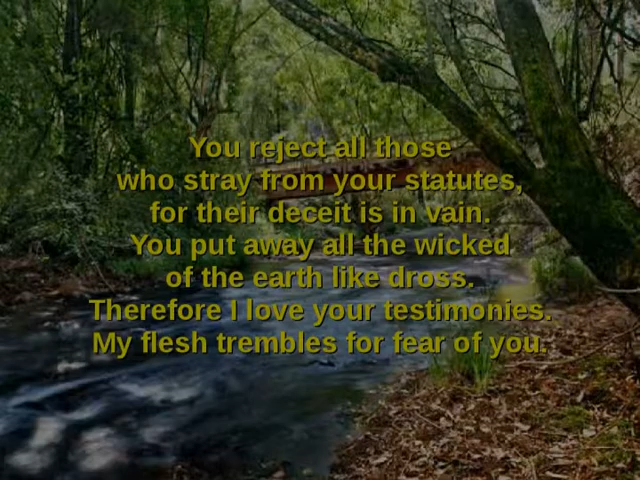 You reject all those
who stray from your statutes,
for their deceit is in vain.
You put away all the wicked
of the earth like dross.
Therefore I love your testimonies.
My flesh trembles for fear of you.